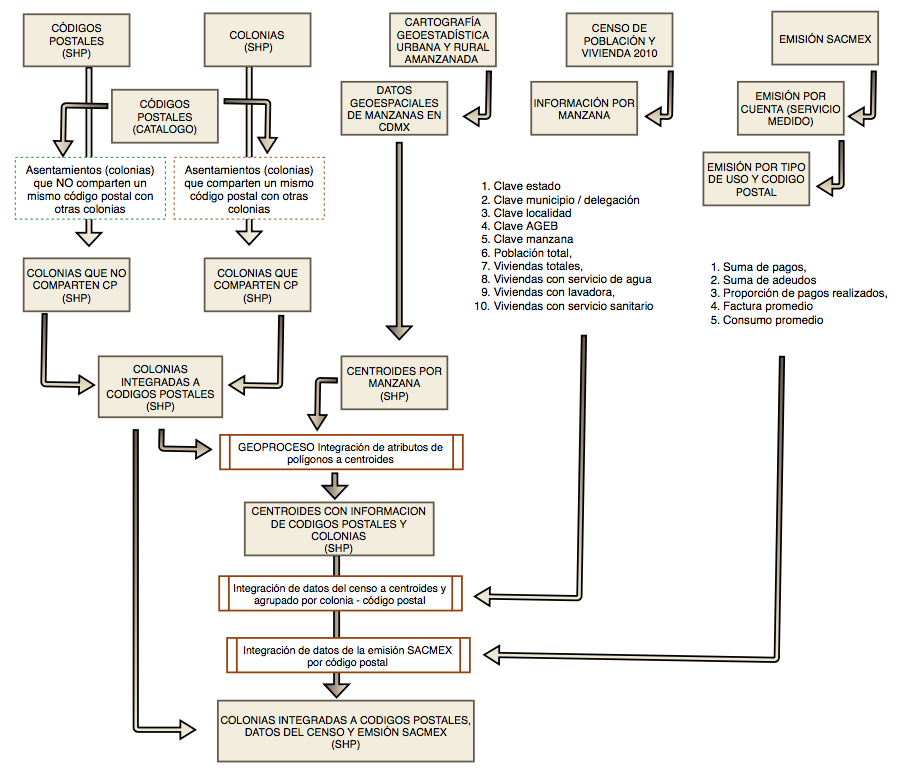 CÓDIGOS
POSTALES
(SHP)
COLONIAS
(SHP)
CARTOGRAFÍA
GEOESTADÍSTICA
URBANA Y RURAL
AMANZANADA
CENSO DE
POBLACIÓN Y
VIVIENDA 2010
EMISIÓN SACMEX
CÓDIGOS
POSTALES
(CATALOGO)
DATOS
GEOESPACIALES
DE MANZANAS EN
CDMX
INFORMACIÓN POR
MANZANA
EMISIÓN POR
CUENTA (SERVICIO
MEDIDO)
EMISIÓN POR TIPO
DE USO Y CODIGO
POSTAL
Asentamientos (colonias)
que NO comparten un
mismo código postal con
otras colonias
Asentamientos (colonias)
que comparten un mismo
código postal con otras
colonias
1. Clave estado
2. Clave municipio / delegación
3. Clave localidad
4. Clave AGEB
5. Clave manzana
6. Población total,
7. Viviendas totales,
8. Viviendas con servicio de agua
9. Viviendas con lavadora,
10. Viviendas con servicio sanitario
1. Suma de pagos,
2. Suma de adeudos
3. Proporción de pagos realizados,
4. Factura promedio
5. Consumo promedio
COLONIAS QUE NO
COMPARTEN CP
(SHP)
COLONIAS QUE
COMPARTEN CP
(SHP)
COLONIAS
INTEGRADAS A
CODIGOS POSTALES
(SHP)
CENTROIDES POR
MANZANA
(SHP)
GEOPROCESO Integración de atributos de
polígonos a centroides
CENTROIDES CON INFORMACION
DE CODIGOS POSTALES Y
COLONIAS
(SHP)
Integración de datos del censo a centroides y
agrupado por colonia - código postal
Integración de datos de la emisión SACMEX
por código postal
COLONIAS INTEGRADAS A CODIGOS POSTALES,
DATOS DEL CENSO Y EMSIÓN SACMEX
(SHP)